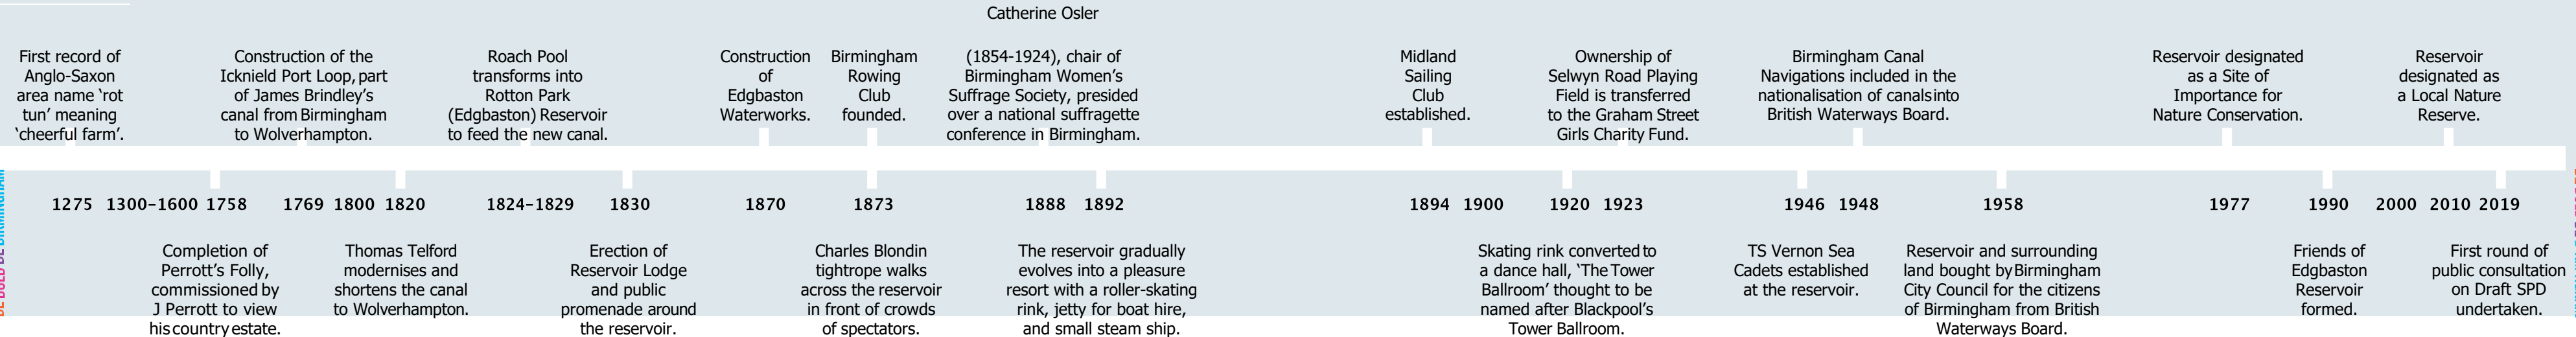 Catherine Osler
First record of
Anglo-Saxon
area name ‘rot
tun’ meaning
‘cheerful farm’.
Construction of the
Icknield Port Loop, part
of James Brindley’s
canal from Birmingham
to Wolverhampton.
Roach Pool
transforms into
Rotton Park
(Edgbaston) Reservoir
to feed the new canal.
Construction
of
Edgbaston
Waterworks.
Birmingham
Rowing
Club
founded.
(1854-1924), chair of
Birmingham Women’s
Suffrage Society, presided
over a national suffragette
conference in Birmingham.
Midland
Sailing
Club
established.
Ownership of
Selwyn Road Playing
Field is transferred
to the Graham Street
Girls Charity Fund.
Birmingham Canal
Navigations included in the
nationalisation of canals into
British Waterways Board.
Reservoir designated
as a Site of
Importance for
Nature Conservation.
Reservoir
designated as
a Local Nature
Reserve.
1275 1300-1600 1758 1769 1800 1820 1824-1829 1830 1870 1873 1888 1892 1894 1900 1920 1923 1946 1948 1958 1977 1990 2000 2010 2019
Completion of
Perrott’s Folly,
commissioned by
J Perrott to view
his country estate.
Thomas Telford
modernises and
shortens the canal
to Wolverhampton.
Erection of
Reservoir Lodge
and public
promenade around
the reservoir.
Charles Blondin
tightrope walks
across the reservoir
in front of crowds
of spectators.
The reservoir gradually
evolves into a pleasure
resort with a roller-skating
rink, jetty for boat hire,
and small steam ship.
Skating rink converted to
a dance hall, ‘The Tower
Ballroom’ thought to be
named after Blackpool’s
Tower Ballroom.
TS Vernon Sea
Cadets established
at the reservoir.
Reservoir and surrounding
land bought by Birmingham
City Council for the citizens
of Birmingham from British
Waterways Board.
Friends of
Edgbaston
Reservoir
formed.
First round of
public consultation
on Draft SPD
undertaken.